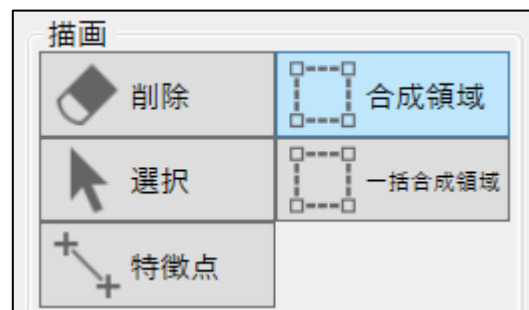 描画
削除
合成領域
選択
一括合成領域
特徴点